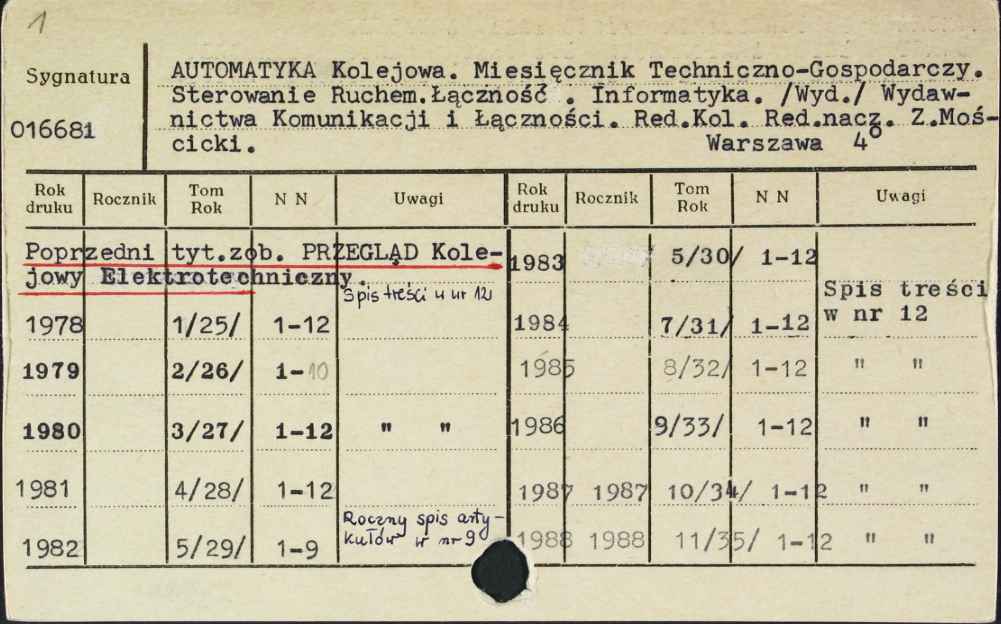 1
Sygnatura
016681
AUTOMATYKA Kolejowa. Miesięcznik Techniczno-Gospodarczy.
Sterowanie Ruchem.Łączność . Informatyka. /Wyd./ Wydaw-
nictwa Komunikacji i Łączności. Red.Kol. Red.nacz. Z.Moś-
cicki. Warszawa 4°
Rok druku Rocznik Tom Rok N N Uwagi Rok druku Rocznik Tom Rok N N Uwagi
Poprzedni tyt.zob. PRZEGLĄD Kole-
jowy Elektrotechniczny.
Spis treści w nr 12
1978 1/25/ 1-12
1979 2/26/ 1-10
1980 3/27/ 1-12 " "
1981 4/28/ 1-12
1982 5/29/ 1-9 Roczny spis arty-
kułów w nr 9
1983 5/30/ 1-12
Spis treści
w nr 12
1984 7/31/ 1-12
1985 8/32/ 1-12 " "
1986 9/33/ 1-12 " "
1987 1987 10/34/ 1-12 " "
1988 1988 11/35/ 1-12 " "